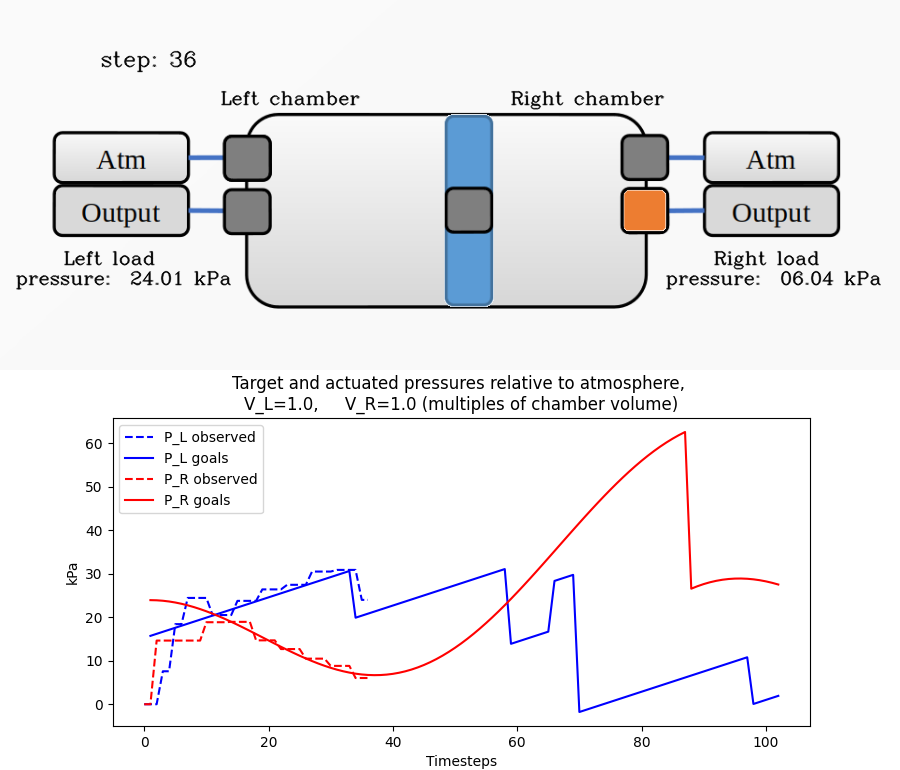 step: 36
Left chamber
Right chamber
Atm
Atm
Output
Output
Left load
pressure: 24.01 kPa
Right load
pressure: 06.04 kPa
Target and actuated pressures relative to atmosphere,
V_L=1.0, V_R=1.0 (multiples of chamber volume)
P_L observed
P_L goals
P_R observed
P_R goals
kPa
60
50
40
30
20
10
0
0 20 40 60 80 100
Timesteps